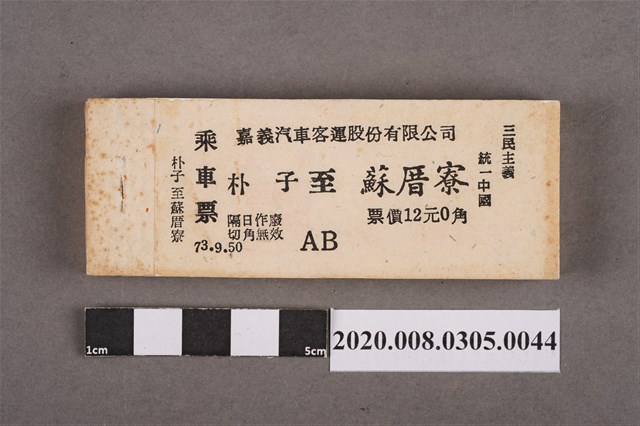 三民主義
統一中國
嘉義汽車客運股份有限公司
乘車票
朴子至蘇厝寮
票價12元0角
隔日作廢
切角無效
AB
73.9.50
朴子至蘇厝寮
1cm
5cm
2020.008.0305.0044